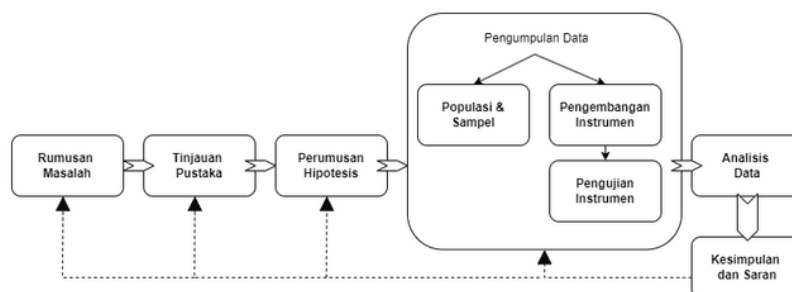 Pengumpulan Data
Populasi &
Sampel
Pengembangan
Instrumen
Rumusan
Masalah
Tinjauan
Pustaka
Perumusan
Hipotesis
Pengujian
Instrumen
Analisis
Data
Kesimpulan
dan Saran